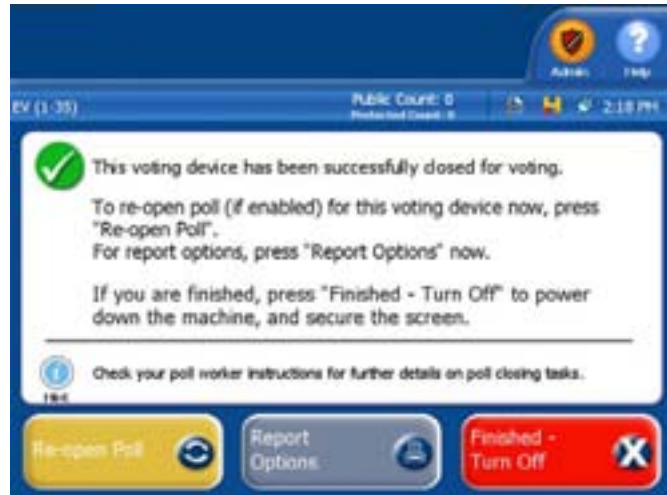 Admin
Help
EV (1-35)
Public Count: 0
Protected Count: 0
2:18 PM
This voting device has been successfully closed for voting.
To re-open poll (if enabled) for this voting device now, press
"Re-open Poll".
For report options, press "Report Options" now.
If you are finished, press "Finished - Turn Off" to power
down the machine, and secure the screen.
Check your poll worker instructions for further details on poll closing tasks.
Re-open Poll
Report
Options
Finished -
Turn Off